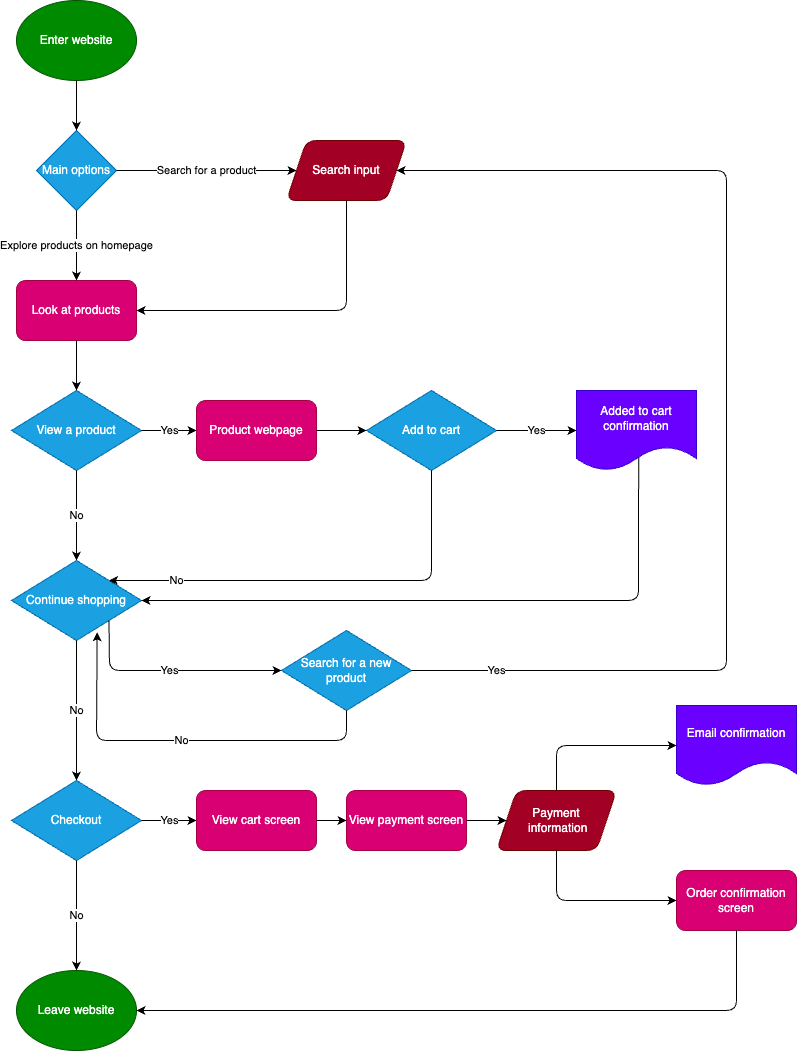 Enter website
Main options
Search for a product
Search input
Explore products on homepage
Look at products
View a product
Yes
Product webpage
Add to cart
Yes
Added to cart
confirmation
No
No
Continue shopping
Yes
Search for a new
product
Yes
No
No
Email confirmation
Checkout
Yes
View cart screen
View payment screen
Payment
information
Order confirmation
screen
No
Leave website